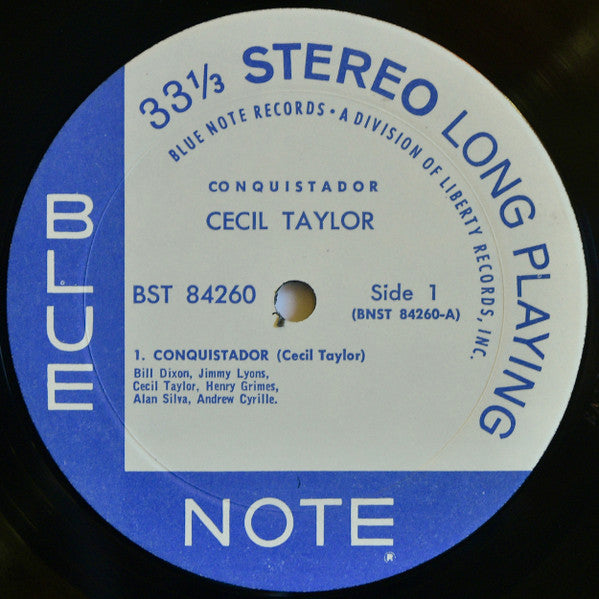 33⅓ STEREO LONG PLAYING
BLUE NOTE RECORDS • A DIVISION OF LIBERTY RECORDS, INC.
CONQUISTADOR
CECIL TAYLOR
BST 84260
Side 1
(BNST 84260-A)
1. CONQUISTADOR (Cecil Taylor)
Bill Dixon, Jimmy Lyons,
Cecil Taylor, Henry Grimes,
Alan Silva, Andrew Cyrille.
BLUE
NOTE®